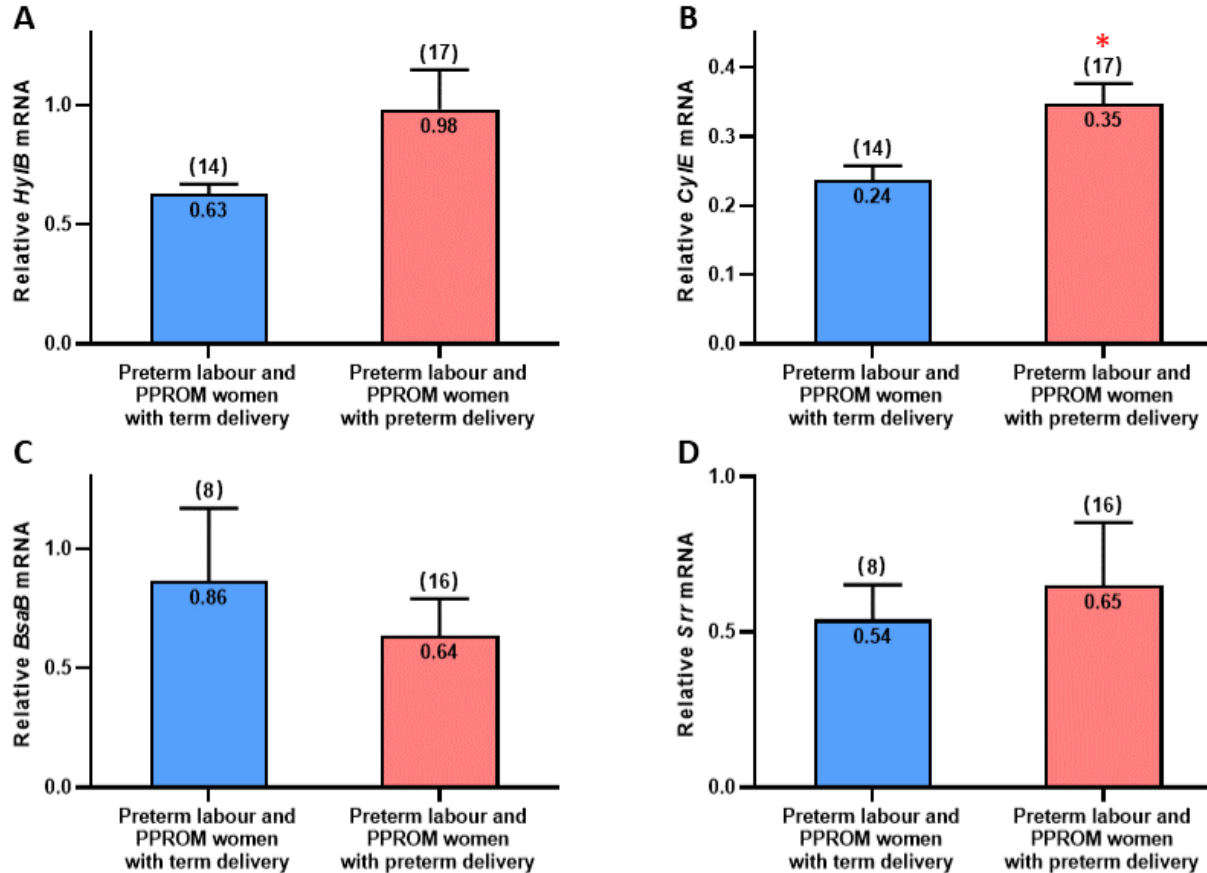 A
Relative HylB mRNA
1.0
0.5
0.0
(14)
0.63
(17)
0.98
Preterm labour and
PPROM women
with term delivery
Preterm labour and
PPROM women
with preterm delivery
B
Relative CylE mRNA
0.4
0.3
0.2
0.1
0.0
(14)
0.24
*
(17)
0.35
Preterm labour and
PPROM women
with term delivery
Preterm labour and
PPROM women
with preterm delivery
C
Relative BsaB mRNA
1.0
0.5
0.0
(8)
0.86
(16)
0.64
Preterm labour and
PPROM women
with term delivery
Preterm labour and
PPROM women
with preterm delivery
D
Relative Srr mRNA
1.0
0.5
0.0
(8)
0.54
(16)
0.65
Preterm labour and
PPROM women
with term delivery
Preterm labour and
PPROM women
with preterm delivery